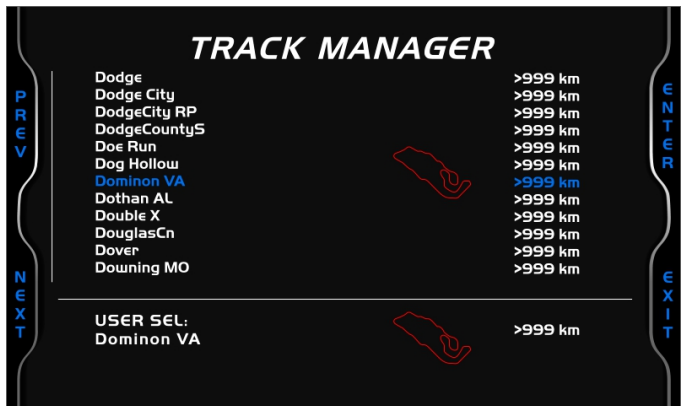 TRACK MANAGER
Dodge >999 km
Dodge City >999 km
DodgeCity RP >999 km
DodgeCountyS >999 km
Doe Run >999 km
Dog Hollow >999 km
Dominon VA >999 km
Dothan AL >999 km
Double X >999 km
DouglasCn >999 km
Dover >999 km
Downing MO >999 km
PREV
NEXT
ENTER
EXIT
USER SEL:
Dominon VA >999 km